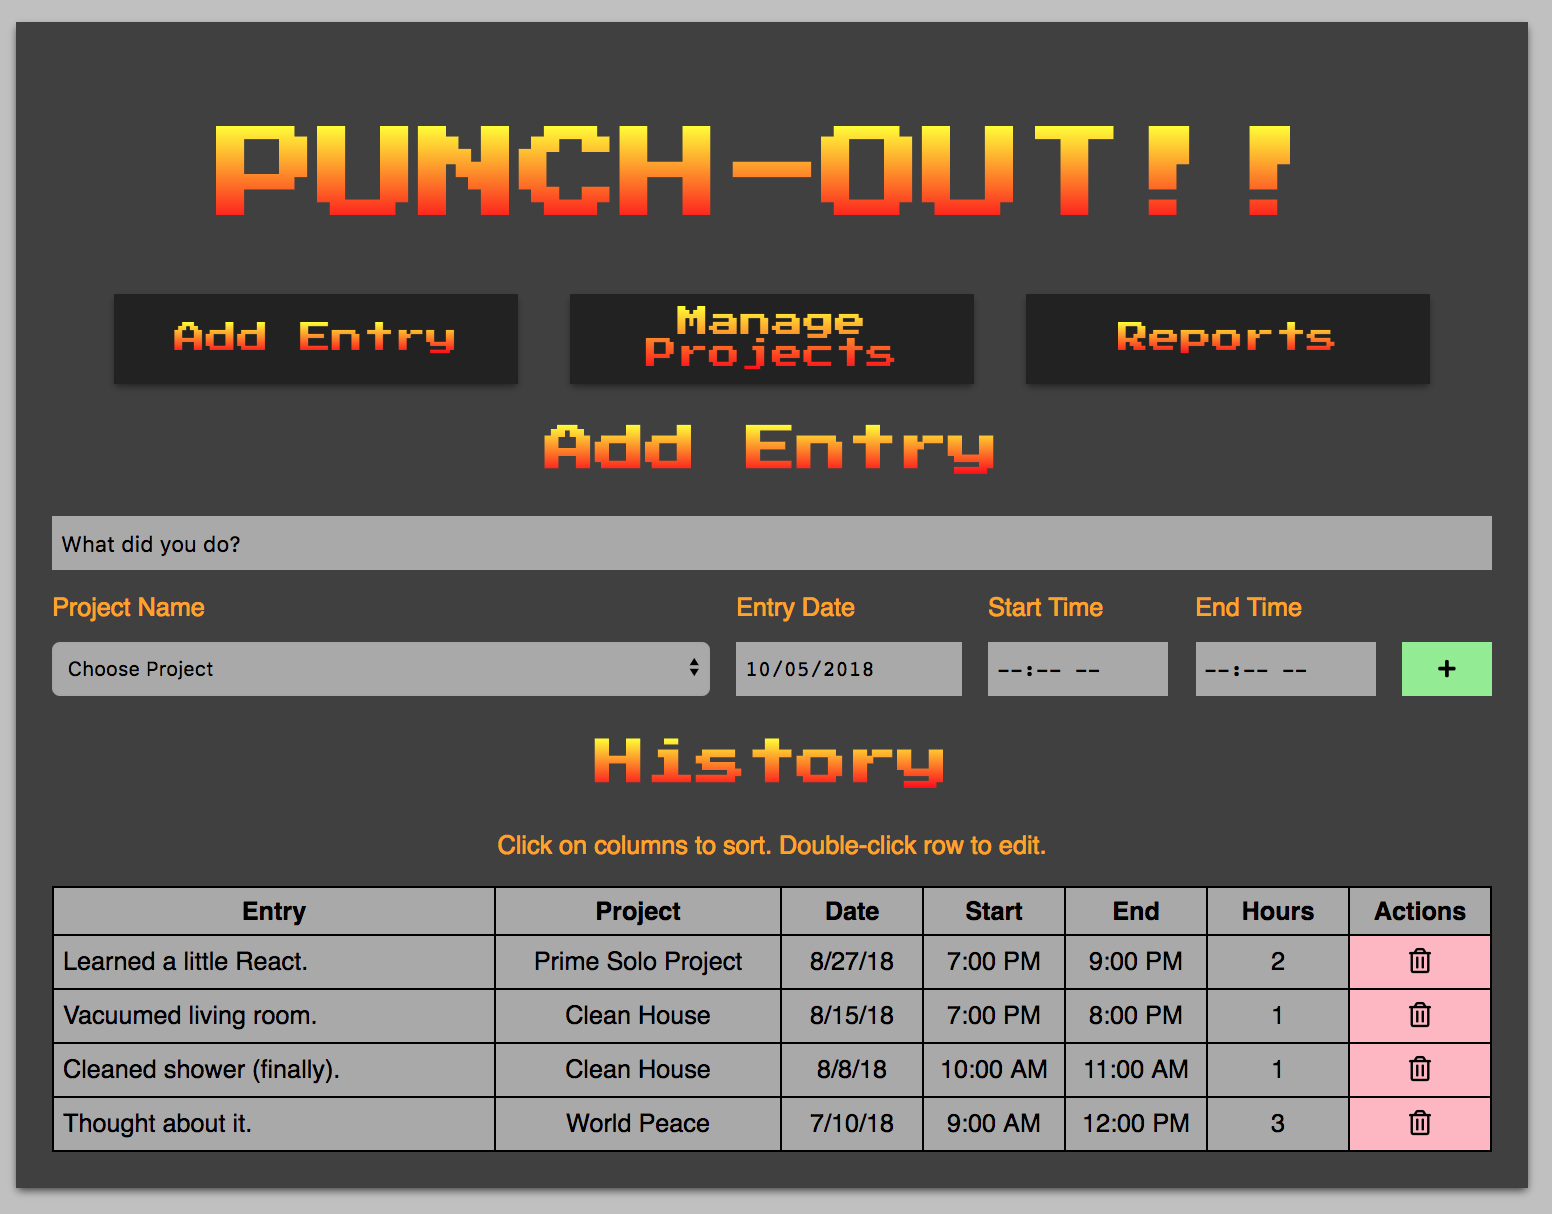 PUNCH-OUT!!
Add Entry
Manage
Projects
Reports
Add Entry
What did you do?
Project Name Entry Date Start Time End Time
Choose Project 10/05/2018 --:-- -- --:-- -- +
History
Click on columns to sort. Double-click row to edit.
Entry Project Date Start End Hours Actions
Learned a little React. Prime Solo Project 8/27/18 7:00 PM 9:00 PM 2
Vacuumed living room. Clean House 8/15/18 7:00 PM 8:00 PM 1
Cleaned shower (finally). Clean House 8/8/18 10:00 AM 11:00 AM 1
Thought about it. World Peace 7/10/18 9:00 AM 12:00 PM 3